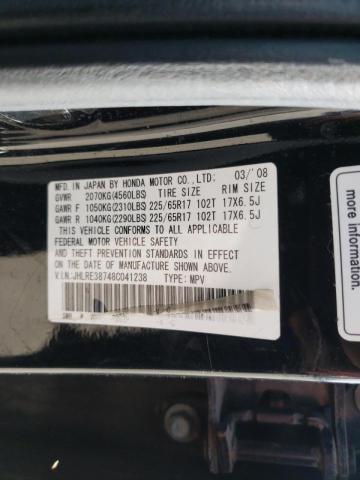 MFD. IN JAPAN BY HONDA MOTOR CO.,LTD: 03/'08
GVWR 2070KG(4560LBS) TIRE SIZE RIM SIZE
GAWR F 1050KG(2310LBS) 225/65R17 102T 17X6.5J
GAWR R 1040KG(2290LBS) 225/65R17 102T 17X6.5J
THIS VEHICLE CONFORMS TO ALL APPLICABLE
FEDERAL MOTOR VEHICLE SAFETY
AND THEFT PREVENTION STANDARDS IN EFFECT
ON THE DATE OF MANUFACTURE SHOWN ABOVE.
V.I.N.:JHLRE38748C041238 TYPE: MPV
more information.